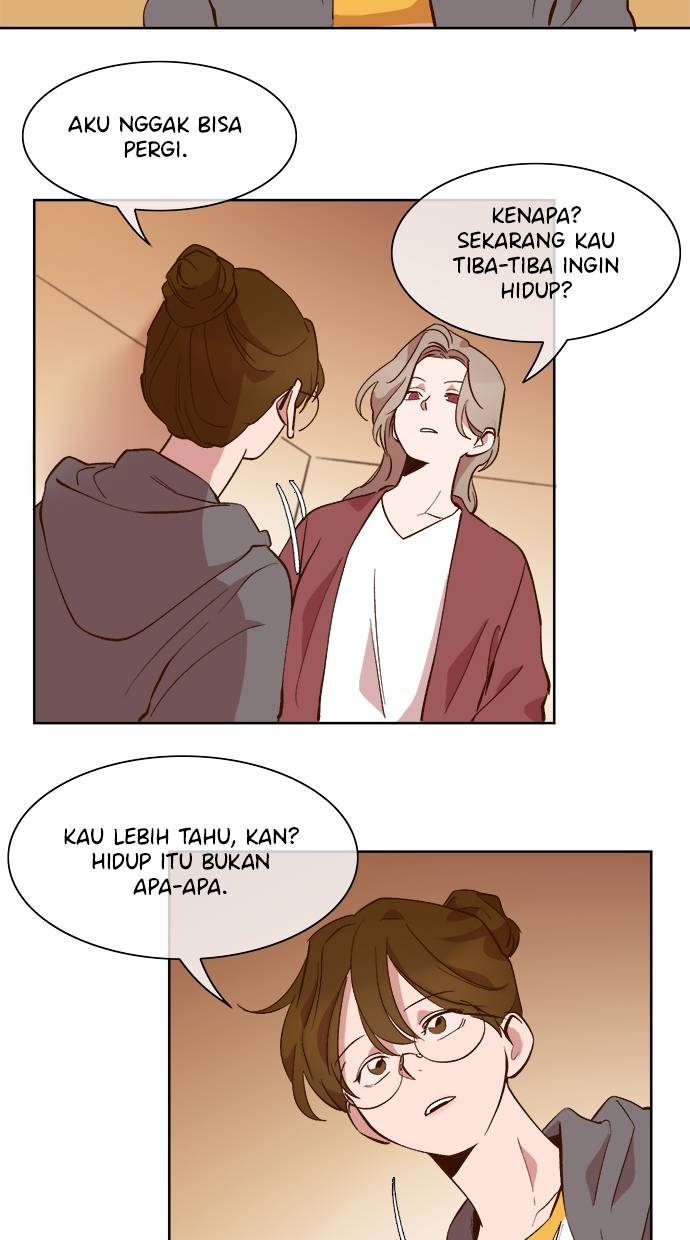 AKU NGGAK BISA
PERGI.
KENAPA?
SEKARANG KAU
TIBA-TIBA INGIN
HIDUP?
KAU LEBIH TAHU, KAN?
HIDUP ITU BUKAN
APA-APA.